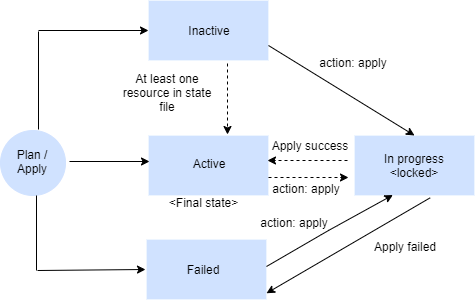 Inactive
action: apply
At least one
resource in state
file
Plan /
Apply
Active
Apply success
action: apply
In progress
<locked>
<Final state>
action: apply
Failed
Apply failed